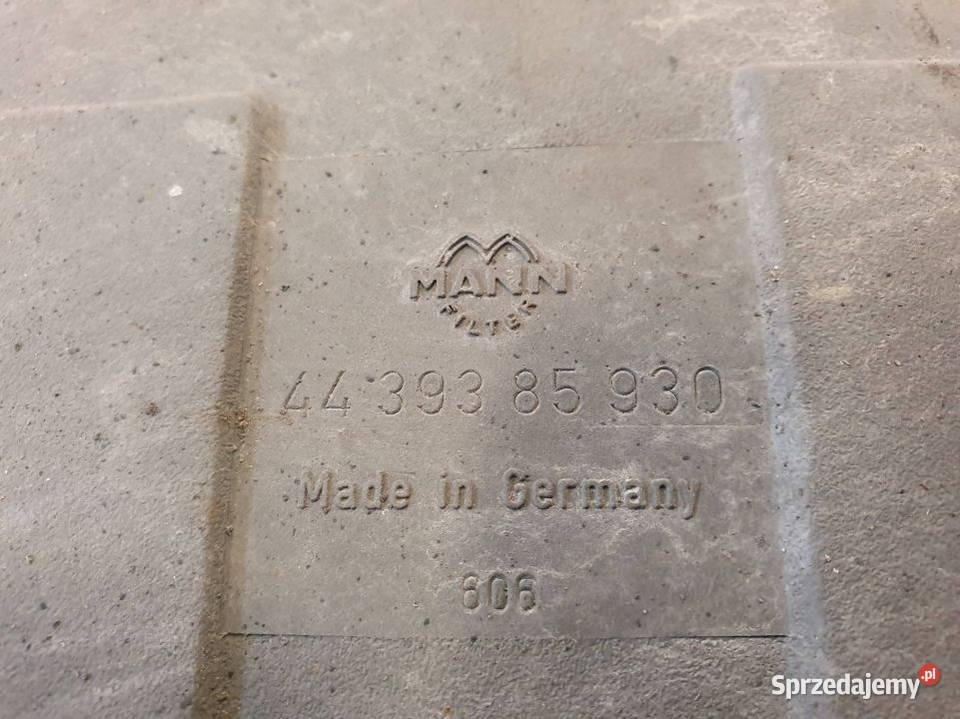 MANN
FILTER
44 393 85 930
Made in Germany
606
Sprzedajemy.pl